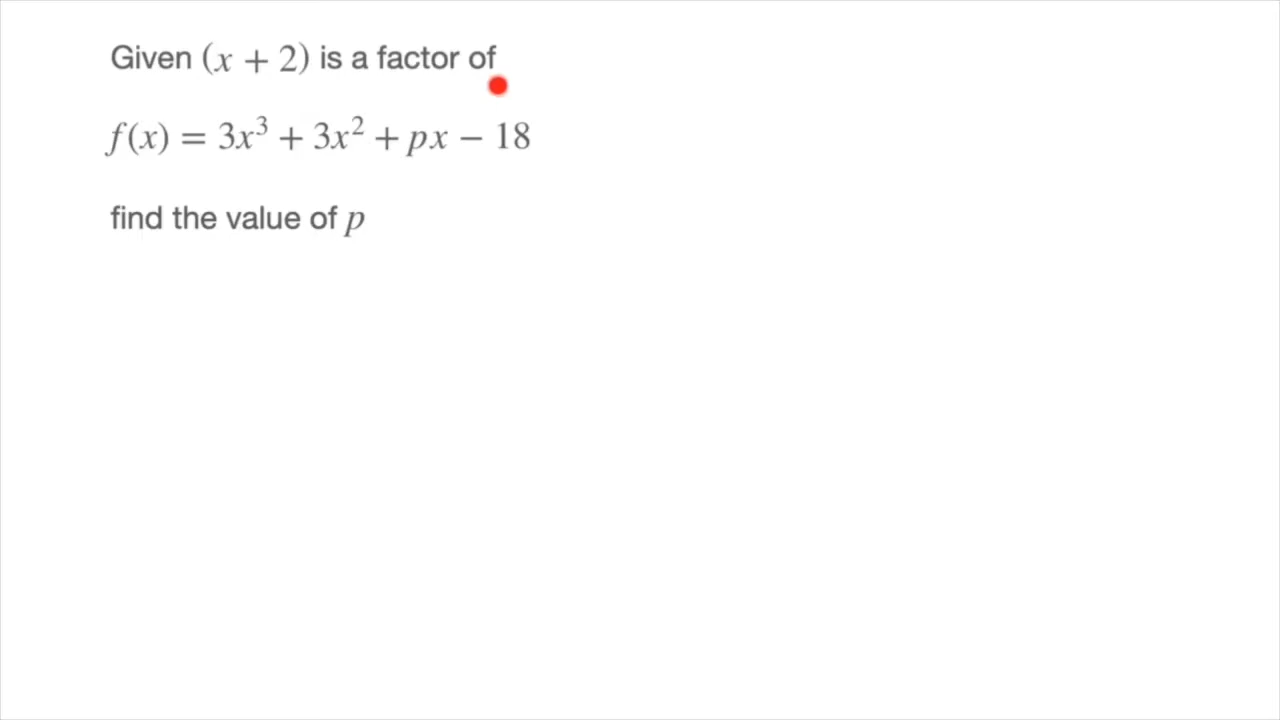 Given (x + 2) is a factor of
f(x) = 3x³ + 3x² + px − 18
find the value of p